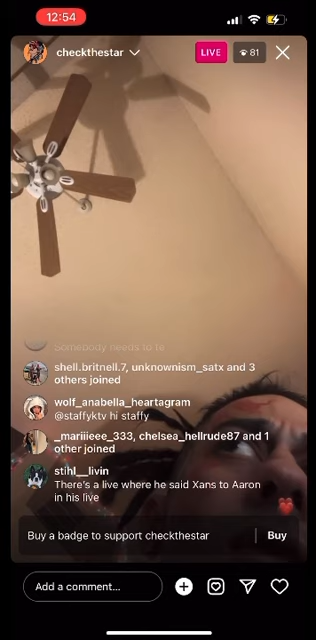 12:54
checkthestar
LIVE
81
Somebody needs to te
shell.britnell.7, unknownism_satx and 3
others joined
wolf_anabella_heartagram
@staffyktv hi staffy
_mariiieee_333, chelsea_hellrude87 and 1
other joined
stihl__livin
There's a live where he said Xans to Aaron
in his live
Buy a badge to support checkthestar
Buy
Add a comment...